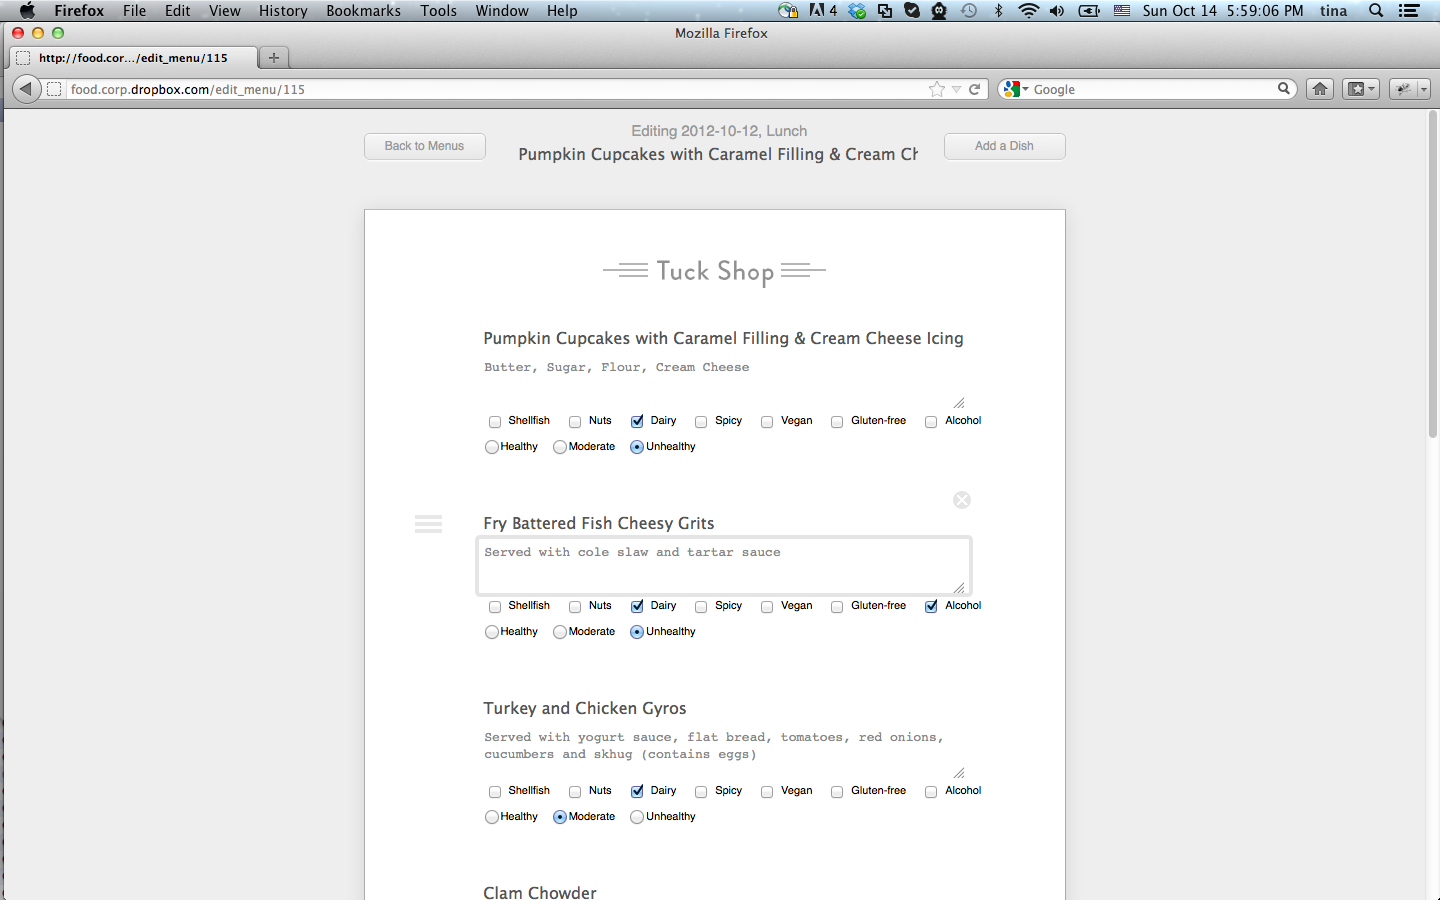 Firefox File Edit View History Bookmarks Tools Window Help 4 Sun Oct 14 5:59:06 PM tina
Mozilla Firefox
http://food.cor.../edit_menu/115
food.corp.dropbox.com/edit_menu/115 Google
Editing 2012-10-12, Lunch
Back to Menus Pumpkin Cupcakes with Caramel Filling & Cream Ch Add a Dish
Tuck Shop
Pumpkin Cupcakes with Caramel Filling & Cream Cheese Icing
Butter, Sugar, Flour, Cream Cheese
Shellfish Nuts Dairy Spicy Vegan Gluten-free Alcohol
Healthy Moderate Unhealthy
Fry Battered Fish Cheesy Grits
Served with cole slaw and tartar sauce
Shellfish Nuts Dairy Spicy Vegan Gluten-free Alcohol
Healthy Moderate Unhealthy
Turkey and Chicken Gyros
Served with yogurt sauce, flat bread, tomatoes, red onions,
cucumbers and skhug (contains eggs)
Shellfish Nuts Dairy Spicy Vegan Gluten-free Alcohol
Healthy Moderate Unhealthy
Clam Chowder